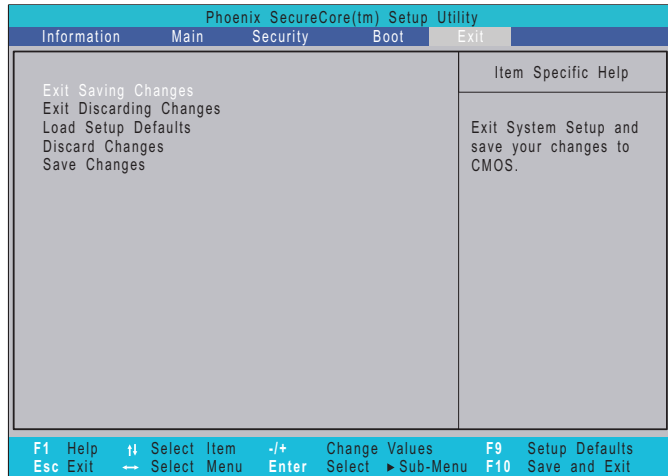 Phoenix SecureCore(tm) Setup Utility
Information Main Security Boot Exit
Item Specific Help
Exit Saving Changes
Exit Discarding Changes
Load Setup Defaults
Discard Changes
Save Changes
Exit System Setup and
save your changes to
CMOS.
F1 Help ↑↓ Select Item -/+ Change Values F9 Setup Defaults
Esc Exit ↔ Select Menu Enter Select ►Sub-Menu F10 Save and Exit